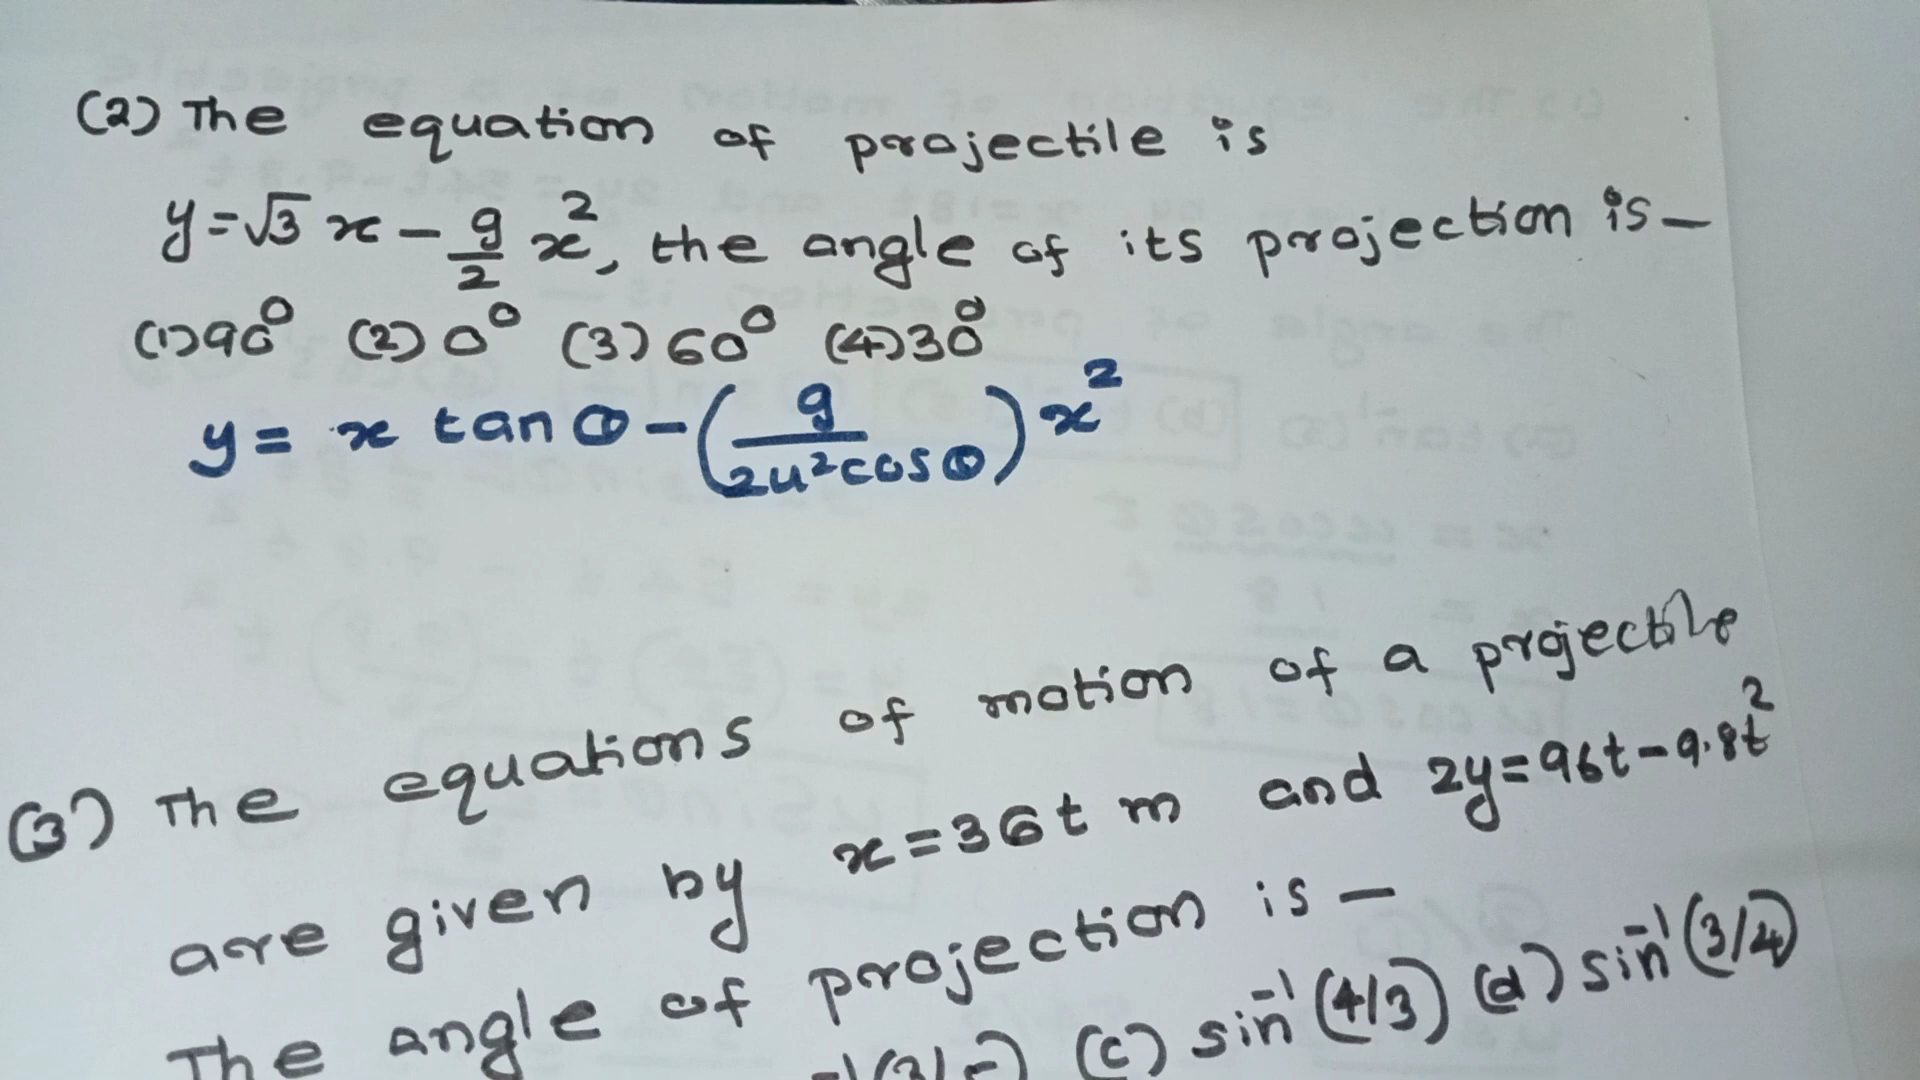 (2) The equation of projectile is
y=√3 x - g/2 x², the angle of its projection is -
(1) 90° (2) 0° (3) 60° (4) 30°
y = x tan θ - (g/2u²cos θ) x²
(3) The equations of motion of a projectile
are given by x=36t m and 2y=96t-9.8t²
The angle of projection is -
(c) sin⁻¹(4/3) (d) sin⁻¹(3/4)